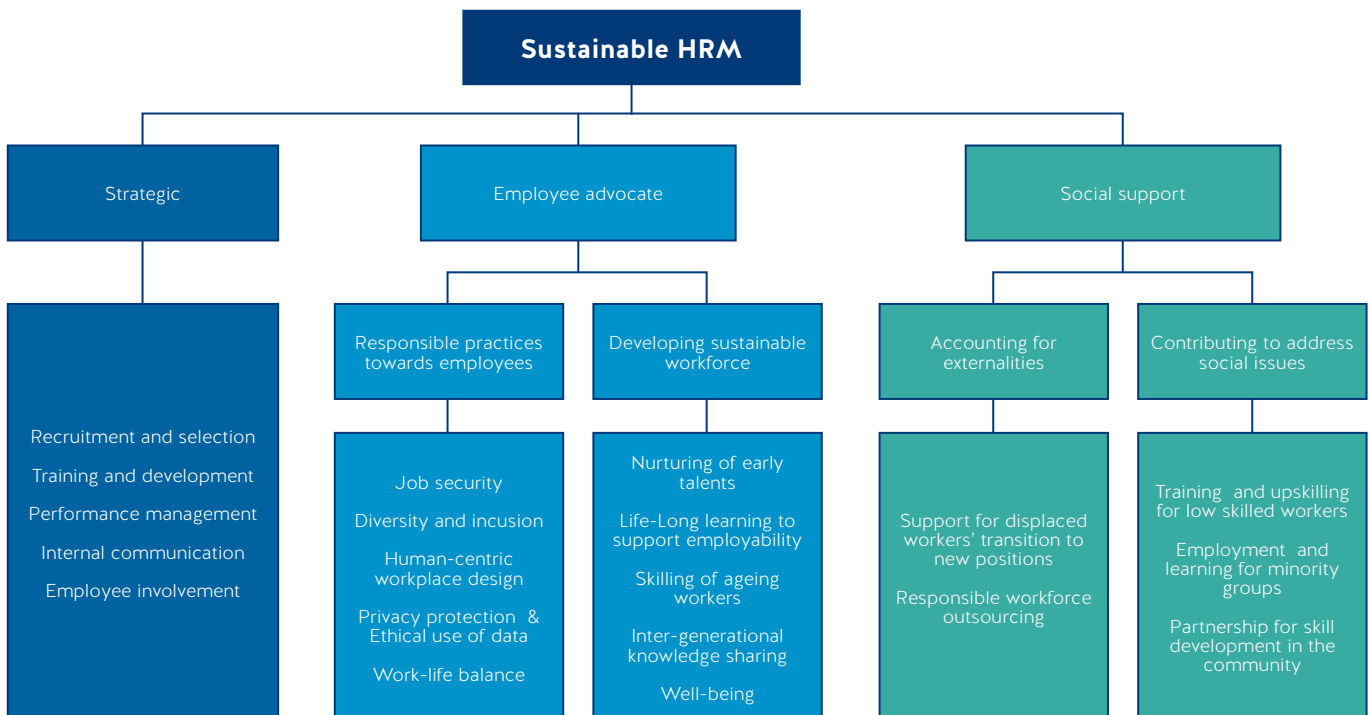 Sustainable HRM
Strategic
Employee advocate
Social support
Responsible practices
towards employees
Developing sustainable
workforce
Accounting for
externalities
Contributing to address
social issues
Recruitment and selection
Training and development
Performance management
Internal communication
Employee involvement
Job security
Diversity and incusion
Human-centric
workplace design
Privacy protection &
Ethical use of data
Work-life balance
Nurturing of early
talents
Life-Long learning to
support employability
Skilling of ageing
workers
Inter-generational
knowledge sharing
Well-being
Support for displaced
workers' transition to
new positions
Responsible workforce
outsourcing
Training and upskilling
for low skilled workers
Employment and
learning for minority
groups
Partnership for skill
development in the
community